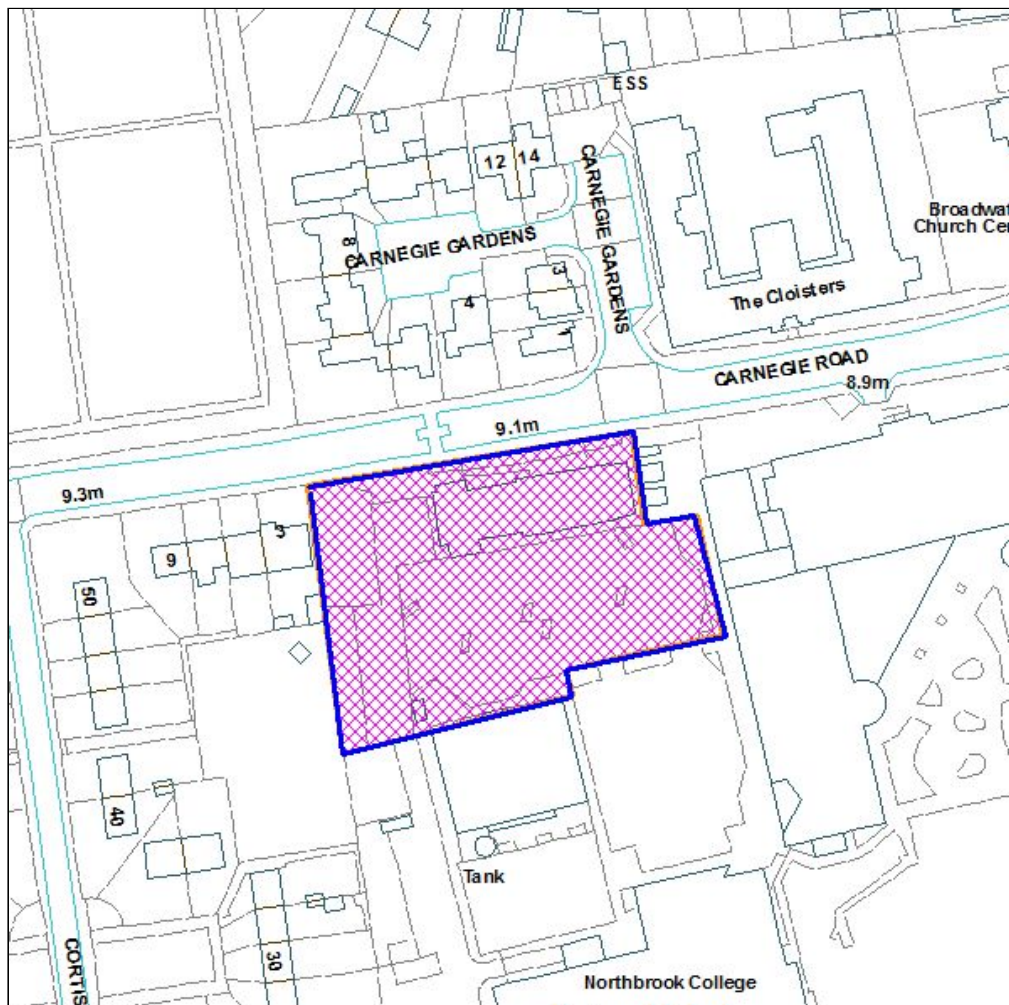 ESS
12
14
CARNEGIE GARDENS
8
CARNEGIE GARDENS
3
4
1
Broadwat
Church Cen
The Cloisters
CARNEGIE ROAD
8.9m
9.1m
9.3m
9
50
40
Tank
30
CORTIS
Northbrook College